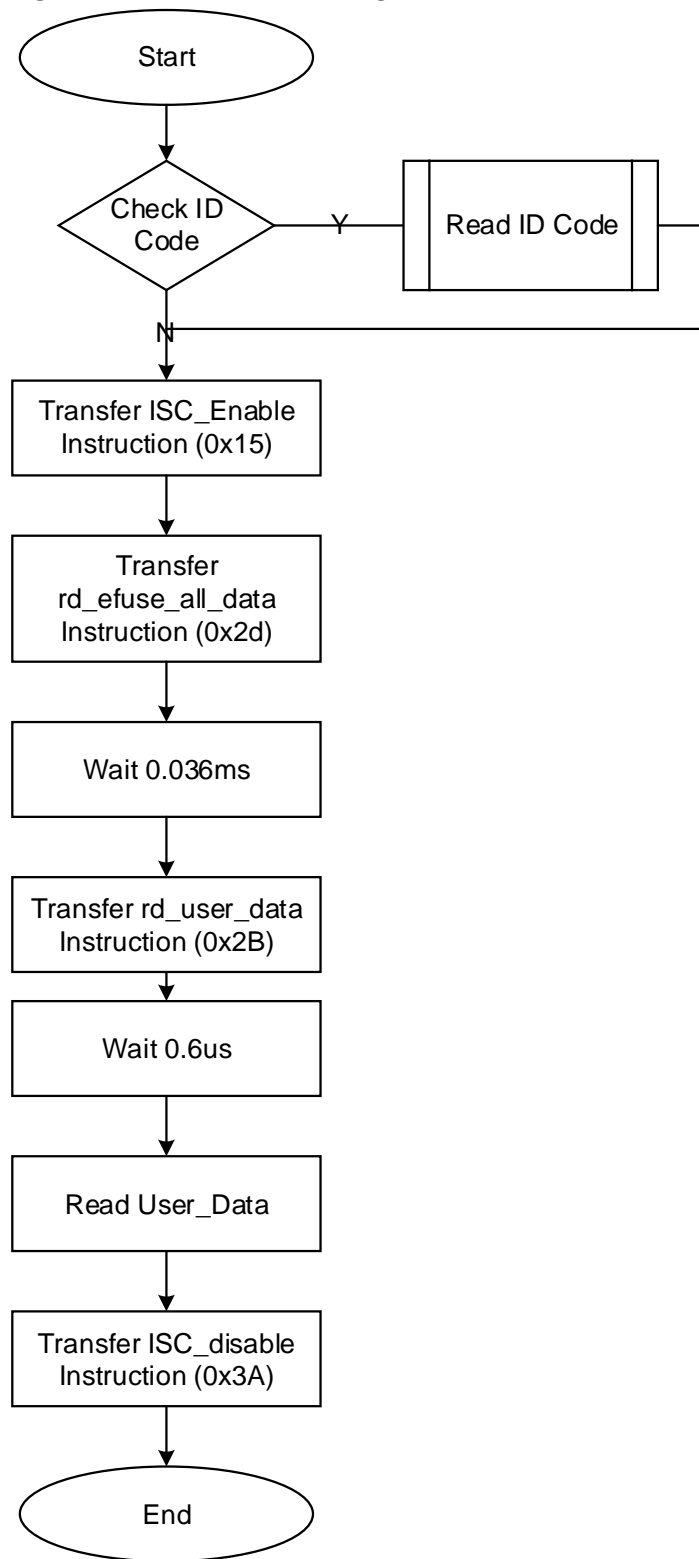 Start
Check ID
Code
Y
Read ID Code
N
Transfer ISC_Enable
Instruction (0x15)
Transfer
rd_efuse_all_data
Instruction (0x2d)
Wait 0.036ms
Transfer rd_user_data
Instruction (0x2B)
Wait 0.6us
Read User_Data
Transfer ISC_disable
Instruction (0x3A)
End